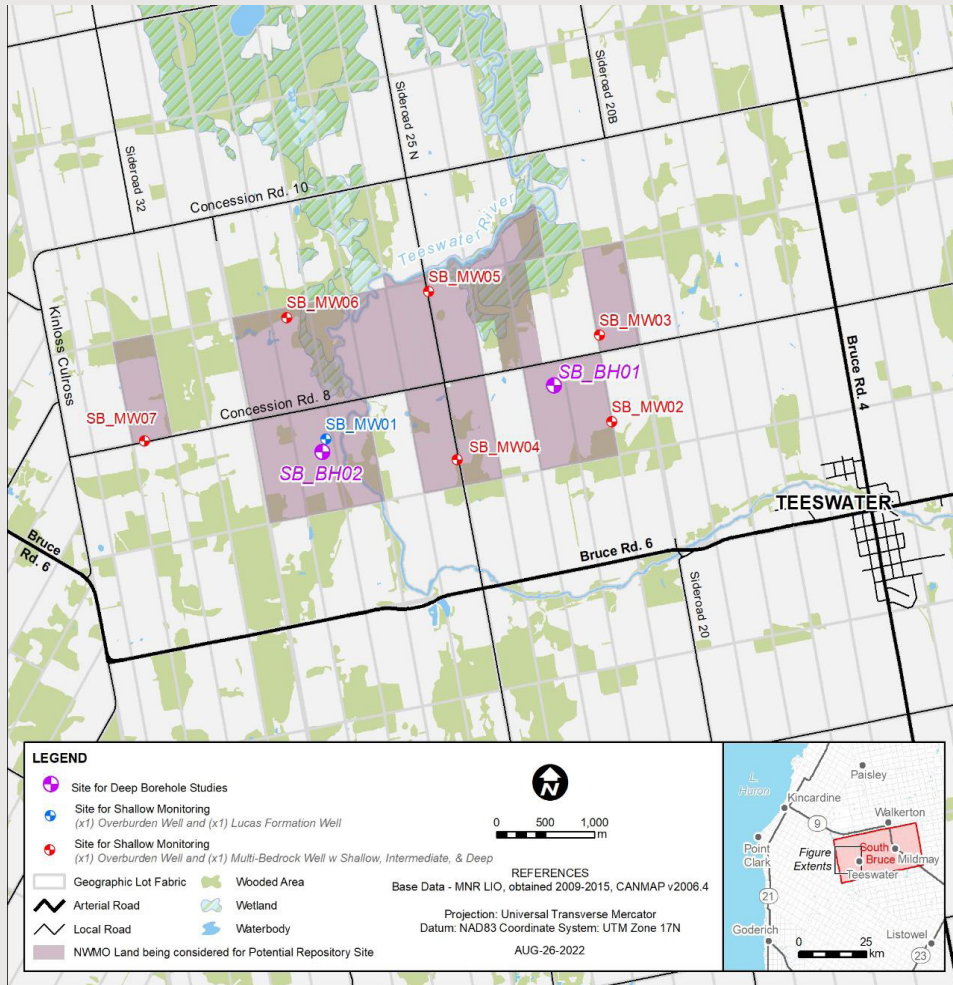 Sideroad 20B
Sideroad 25 N
Sideroad 32
Concession Rd. 10
Teeswater River
SB_MW05
SB_MW06
SB_MW03
Kinloss Culross
Bruce Rd. 4
SB_BH01
Concession Rd. 8
SB_MW07
SB_MW02
SB_MW01
SB_MW04
SB_BH02
TEESWATER
Bruce
Rd. 6
Bruce Rd. 6
Sideroad 20
LEGEND
Site for Deep Borehole Studies
Site for Shallow Monitoring
(x1) Overburden Well and (x1) Lucas Formation Well
Site for Shallow Monitoring
(x1) Overburden Well and (x1) Multi-Bedrock Well w Shallow, Intermediate, & Deep
Geographic Lot Fabric
Wooded Area
Arterial Road
Wetland
Local Road
Waterbody
NWMO Land being considered for Potential Repository Site
N
0 500 1,000
m
REFERENCES
Base Data - MNR LIO, obtained 2009-2015, CANMAP v2006.4
Projection: Universal Transverse Mercator
Datum: NAD83 Coordinate System: UTM Zone 17N
AUG-26-2022
L.
Huron
Paisley
Kincardine
Walkerton
9
Point
Clark
Figure
Extents
South
Bruce
Mildmay
Teeswater
21
Goderich
Listowel
23
0 25
km